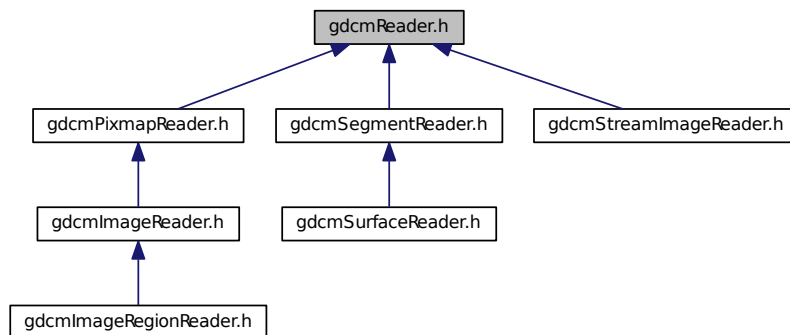 gdcmReader.h
gdcmPixmapReader.h
gdcmSegmentReader.h
gdcmStreamImageReader.h
gdcmImageReader.h
gdcmSurfaceReader.h
gdcmImageRegionReader.h